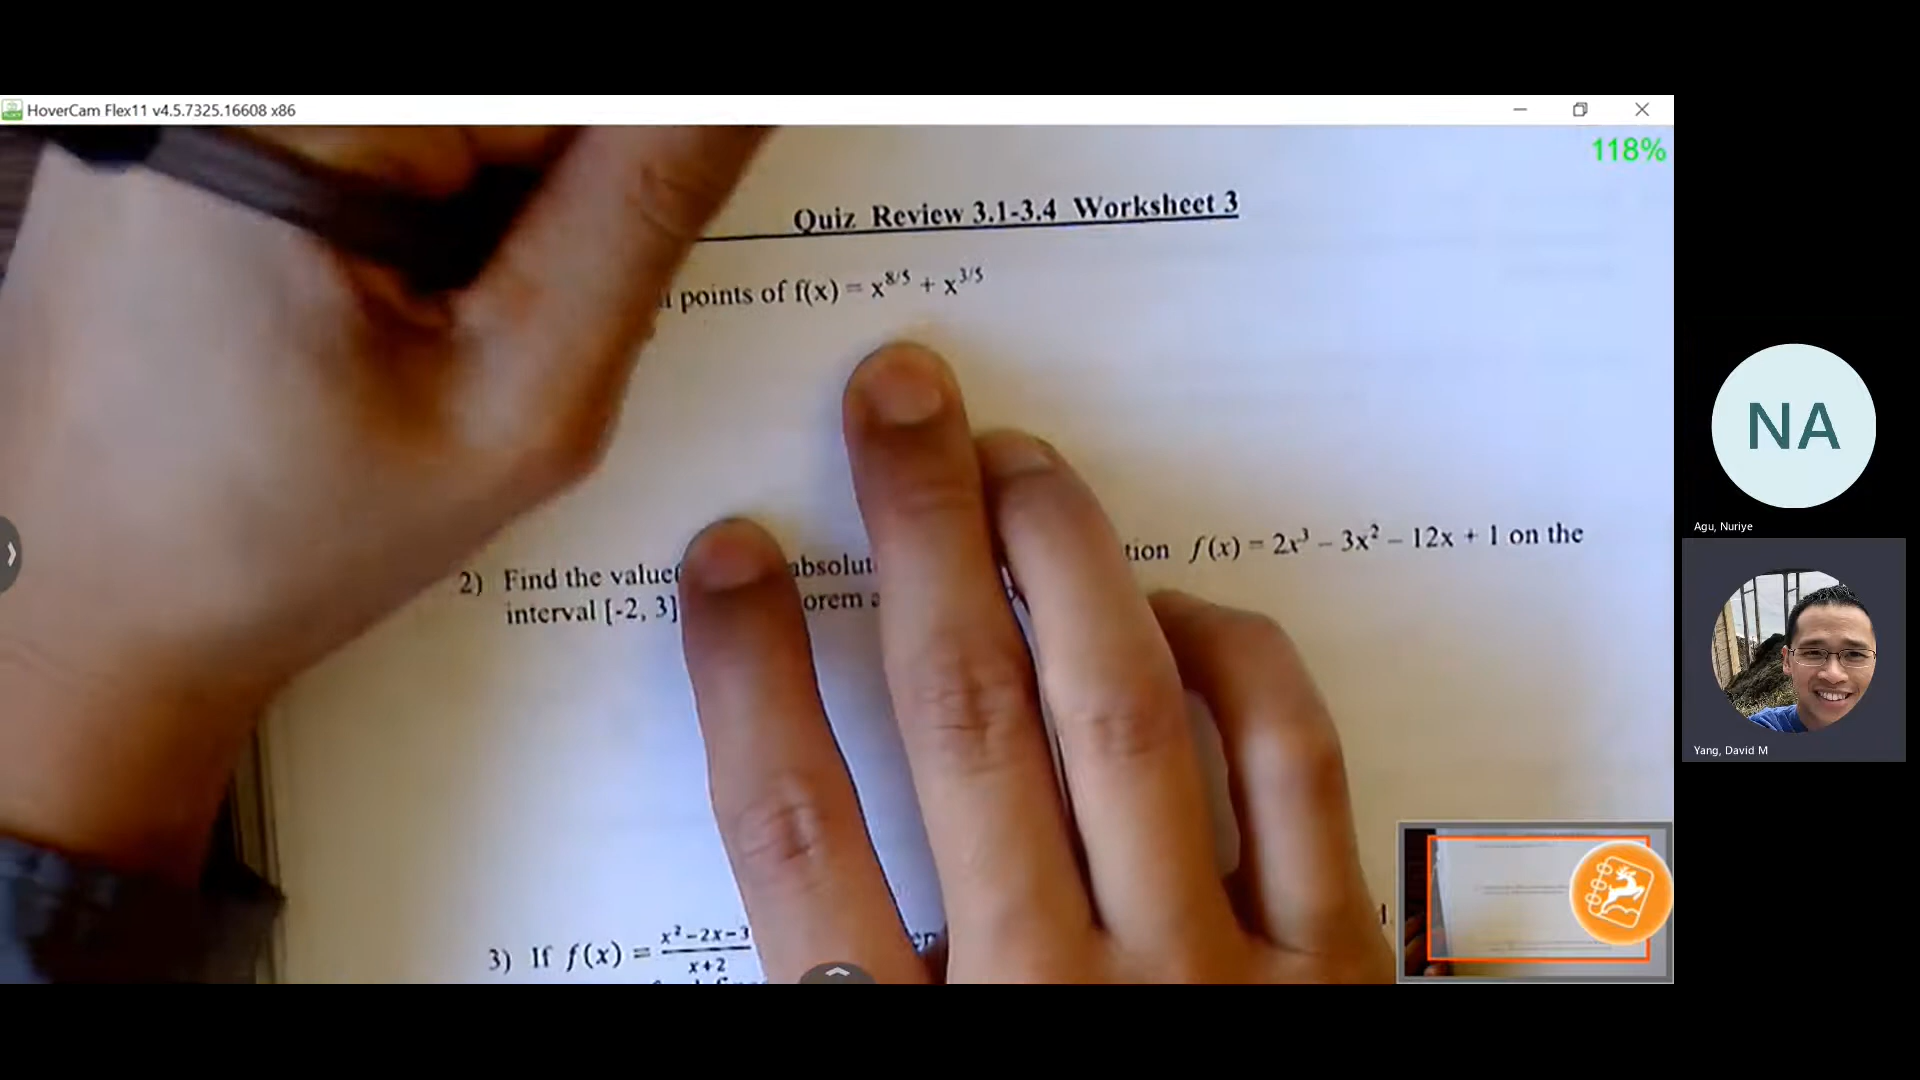 HoverCam Flex11 v4.5.7325.16608 x86
118%
Quiz Review 3.1-3.4 Worksheet 3
points of f(x) = x^8/5 + x^3/5
2) Find the absolut tion f(x) = 2x³ – 3x² – 12x + 1 on the
interval [-2, 3]
3) If f(x) = x²-2x-3 / x+2
NA
Agu, Nuriye
Yang, David M